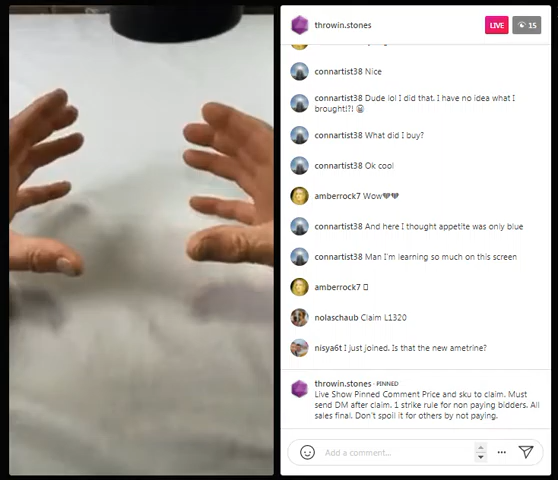 throwin.stones
LIVE
15
connartist38 Nice
connartist38 Dude lol I did that. I have no idea what I
brought!?!
connartist38 What did I buy?
connartist38 Ok cool
amberrock7 Wow
connartist38 And here I thought appetite was only blue
connartist38 Man I'm learning so much on this screen
amberrock7
nolaschaub Claim L1320
nisya6t I just joined. Is that the new ametrine?
throwin.stones · PINNED
Live Show Pinned Comment Price and sku to claim. Must
send DM after claim. 1 strike rule for non paying bidders. All
sales final. Don't spoil it for others by not paying.
Add a comment...